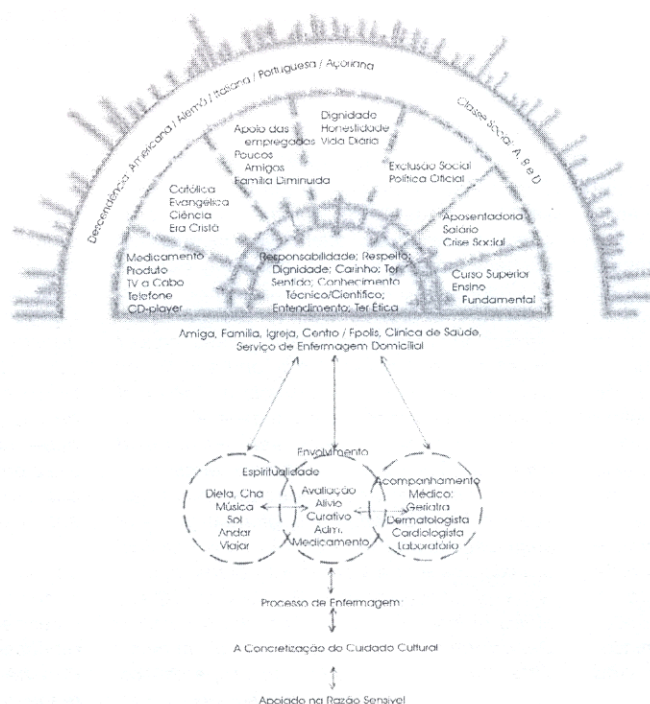 Descendência: Americana / Alemã / Italiana / Portuguesa / Açoriana
Classe Social: A, B e D
Medicamento
Produto
TV a Cabo
Telefone
CD-player
Católica
Evangélica
Ciência
Era Cristã
Apoio das
empregadas
Poucos
Amigos
Família Diminuida
Dignidade
Honestidade
Vida Diária
Exclusão Social
Política Oficial
Aposentadoria
Salário
Crise Social
Curso Superior
Ensino
Fundamental
Responsabilidade; Respeito;
Dignidade; Carinho; Ter
Sentido; Conhecimento
Técnico/Científico;
Entendimento; Ter Ética
Amiga, Família, Igreja, Centro / Fpolis, Clínica de Saúde,
Serviço de Enfermagem Domicilial
Espiritualidade
Dieta, Chá
Música
Sol
Andar
Viajar
Envolvimento
Avaliação
Alívio
Curativo
Adm.
Medicamento
Acompanhamento
Médico:
Geriatra
Dermatologista
Cardiologista
Laboratório
Processo de Enfermagem:
A Concretização do Cuidado Cultural
Apoiado na Razão Sensível